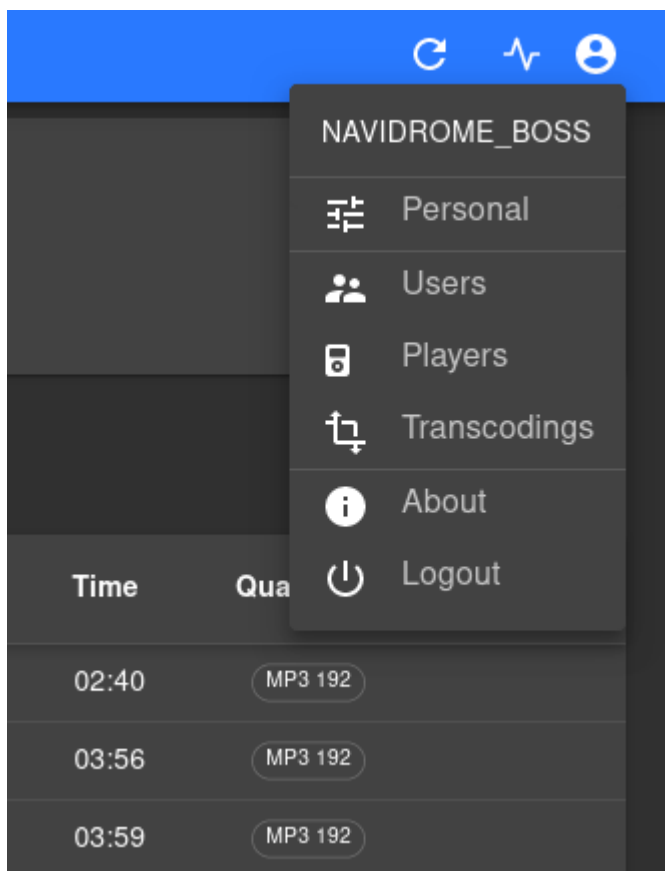 NAVIDROME_BOSS
Personal
Users
Players
Transcodings
About
Logout
Time Qua
02:40 MP3 192
03:56 MP3 192
03:59 MP3 192